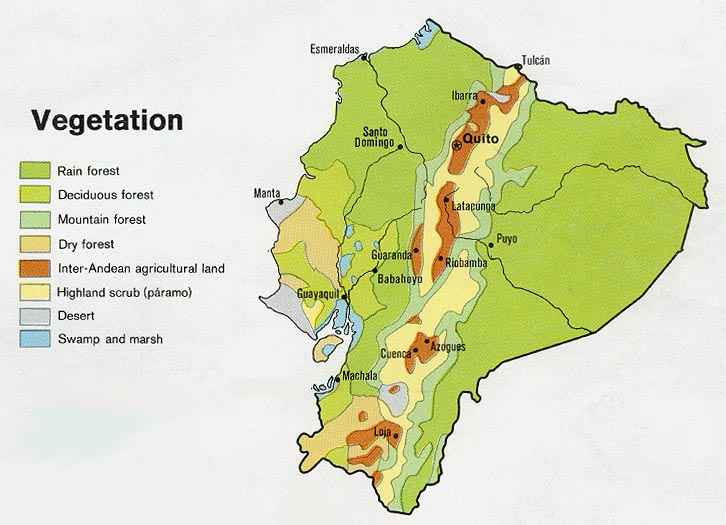 Vegetation
Rain forest
Deciduous forest
Mountain forest
Dry forest
Inter-Andean agricultural land
Highland scrub (páramo)
Desert
Swamp and marsh
Esmeraldas
Tulcán
Ibarra
Santo
Domingo
Quito
Manta
Latacunga
Puyo
Guaranda
Riobamba
Babahoyo
Guayaquil
Cuenca
Azogues
Machala
Loja